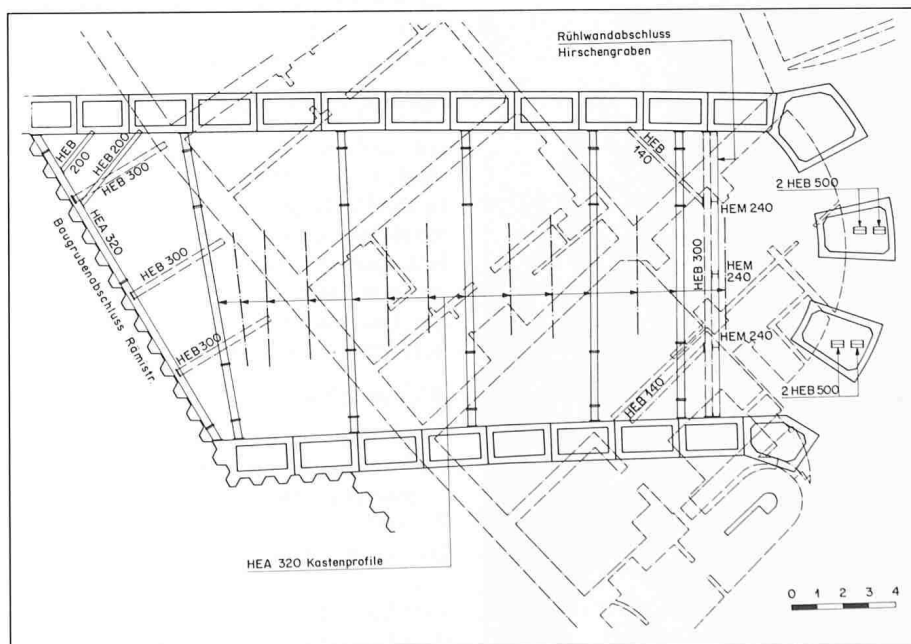 Rühlwandabschluss
Hirschengraben
HEB
200
HEB 200
HEB 300
HEA 320
Baugrubenabschluss Rämistr.
HEB 300
HEB 300
HEB
140
HEM 240
HEB 300
HEM
240
HEM 240
HEB 140
2 HEB 500
2 HEB 500
HEA 320 Kastenprofile
0 1 2 3 4